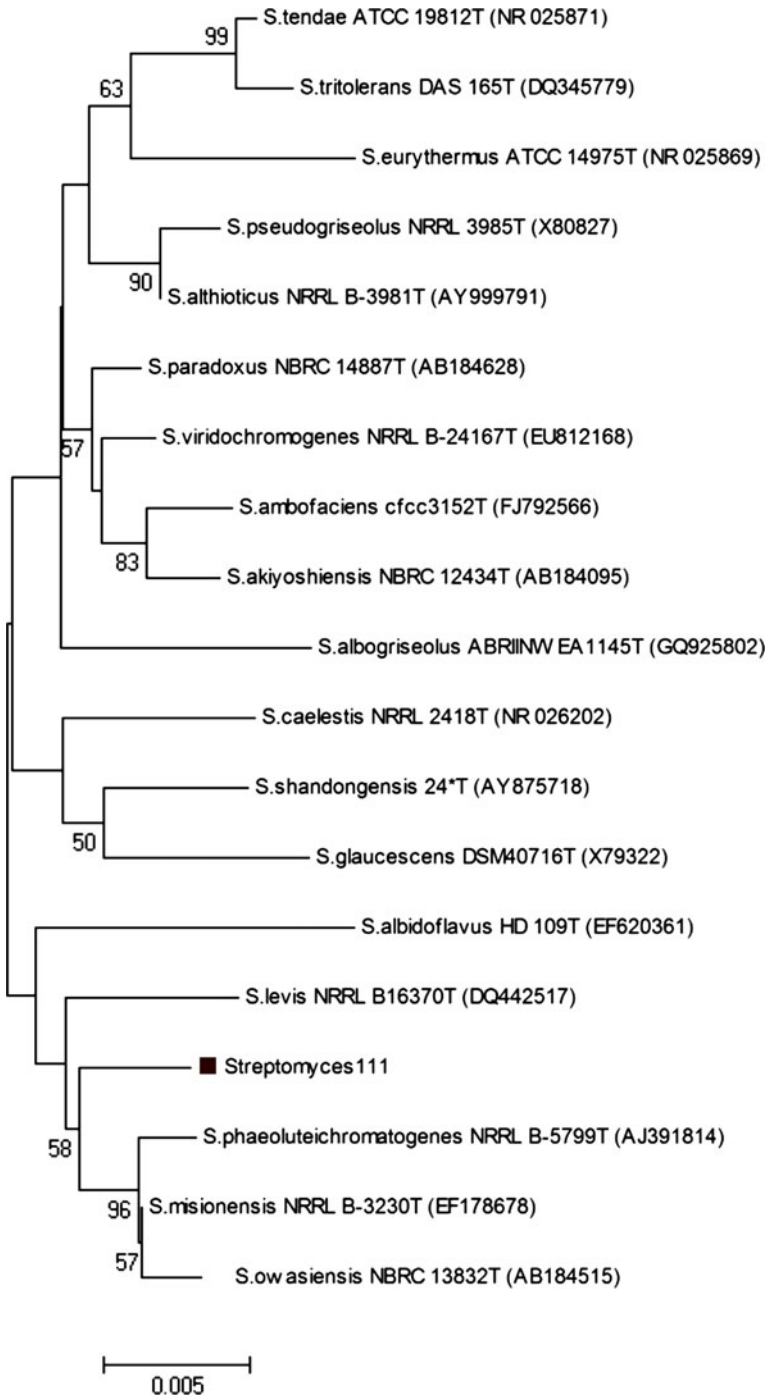 S.tendae ATCC 19812T (NR 025871)
99
S.tritolerans DAS 165T (DQ345779)
63
S.eurythermus ATCC 14975T (NR 025869)
S.pseudogriseolus NRRL 3985T (X80827)
90
S.althioticus NRRL B-3981T (AY999791)
S.paradoxus NBRC 14887T (AB184628)
57
S.viridochromogenes NRRL B-24167T (EU812168)
S.ambofaciens cfcc3152T (FJ792566)
83
S.akiyoshiensis NBRC 12434T (AB184095)
S.albogriseolus ABRIINW EA1145T (GQ925802)
S.caelestis NRRL 2418T (NR 026202)
S.shandongensis 24*T (AY875718)
50
S.glaucescens DSM40716T (X79322)
S.albidoflavus HD 109T (EF620361)
S.levis NRRL B16370T (DQ442517)
Streptomyces111
58
S.phaeoluteichromatogenes NRRL B-5799T (AJ391814)
96
S.misionensis NRRL B-3230T (EF178678)
57
S.owasiensis NBRC 13832T (AB184515)
0.005